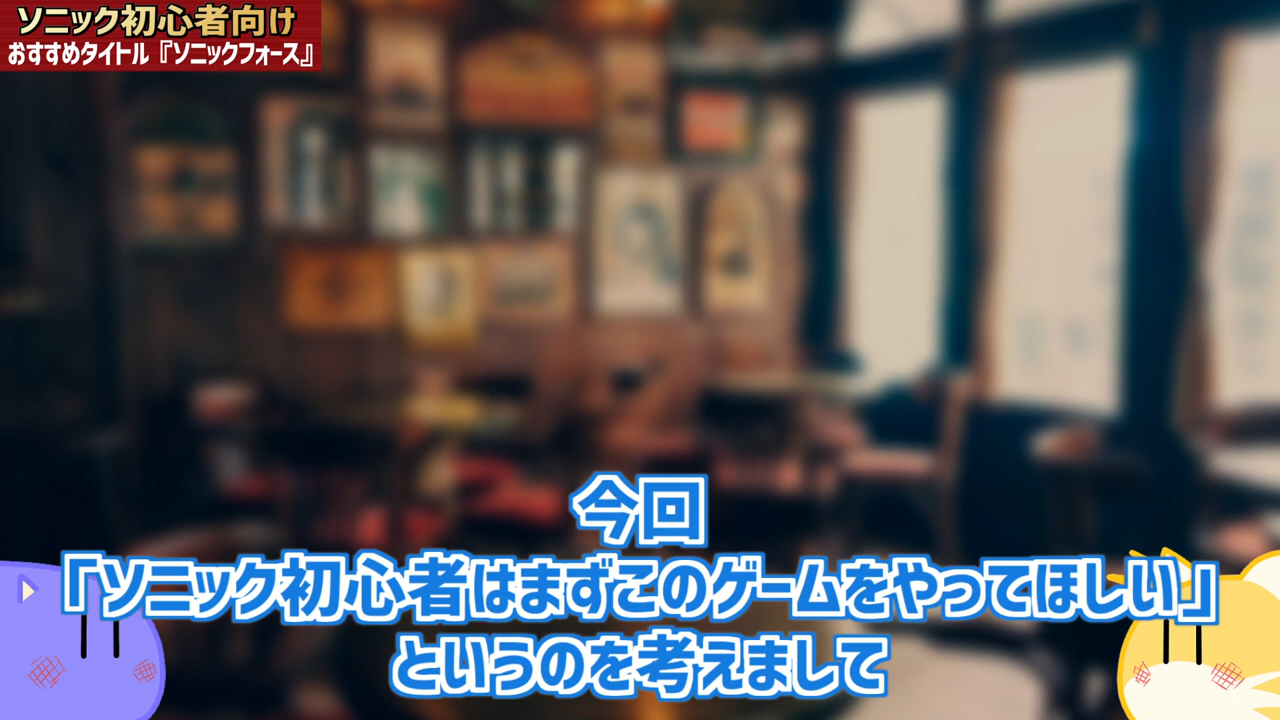 ソニック初心者向け
おすすめタイトル『ソニックフォース』
今回
「ソニック初心者はまずこのゲームをやってほしい」
というのを考えまして